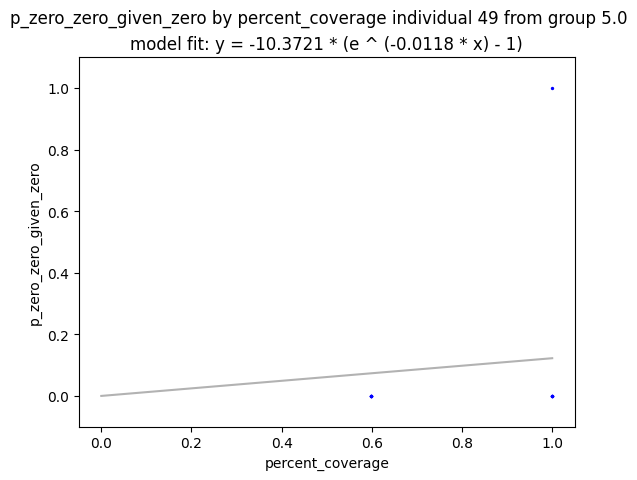 p_zero_zero_given_zero by percent_coverage individual 49 from group 5.0
model fit: y = -10.3721 * (e ^ (-0.0118 * x) - 1)
1.0
0.8
0.6
0.4
0.2
0.0
p_zero_zero_given_zero
0.0 0.2 0.4 0.6 0.8 1.0
percent_coverage